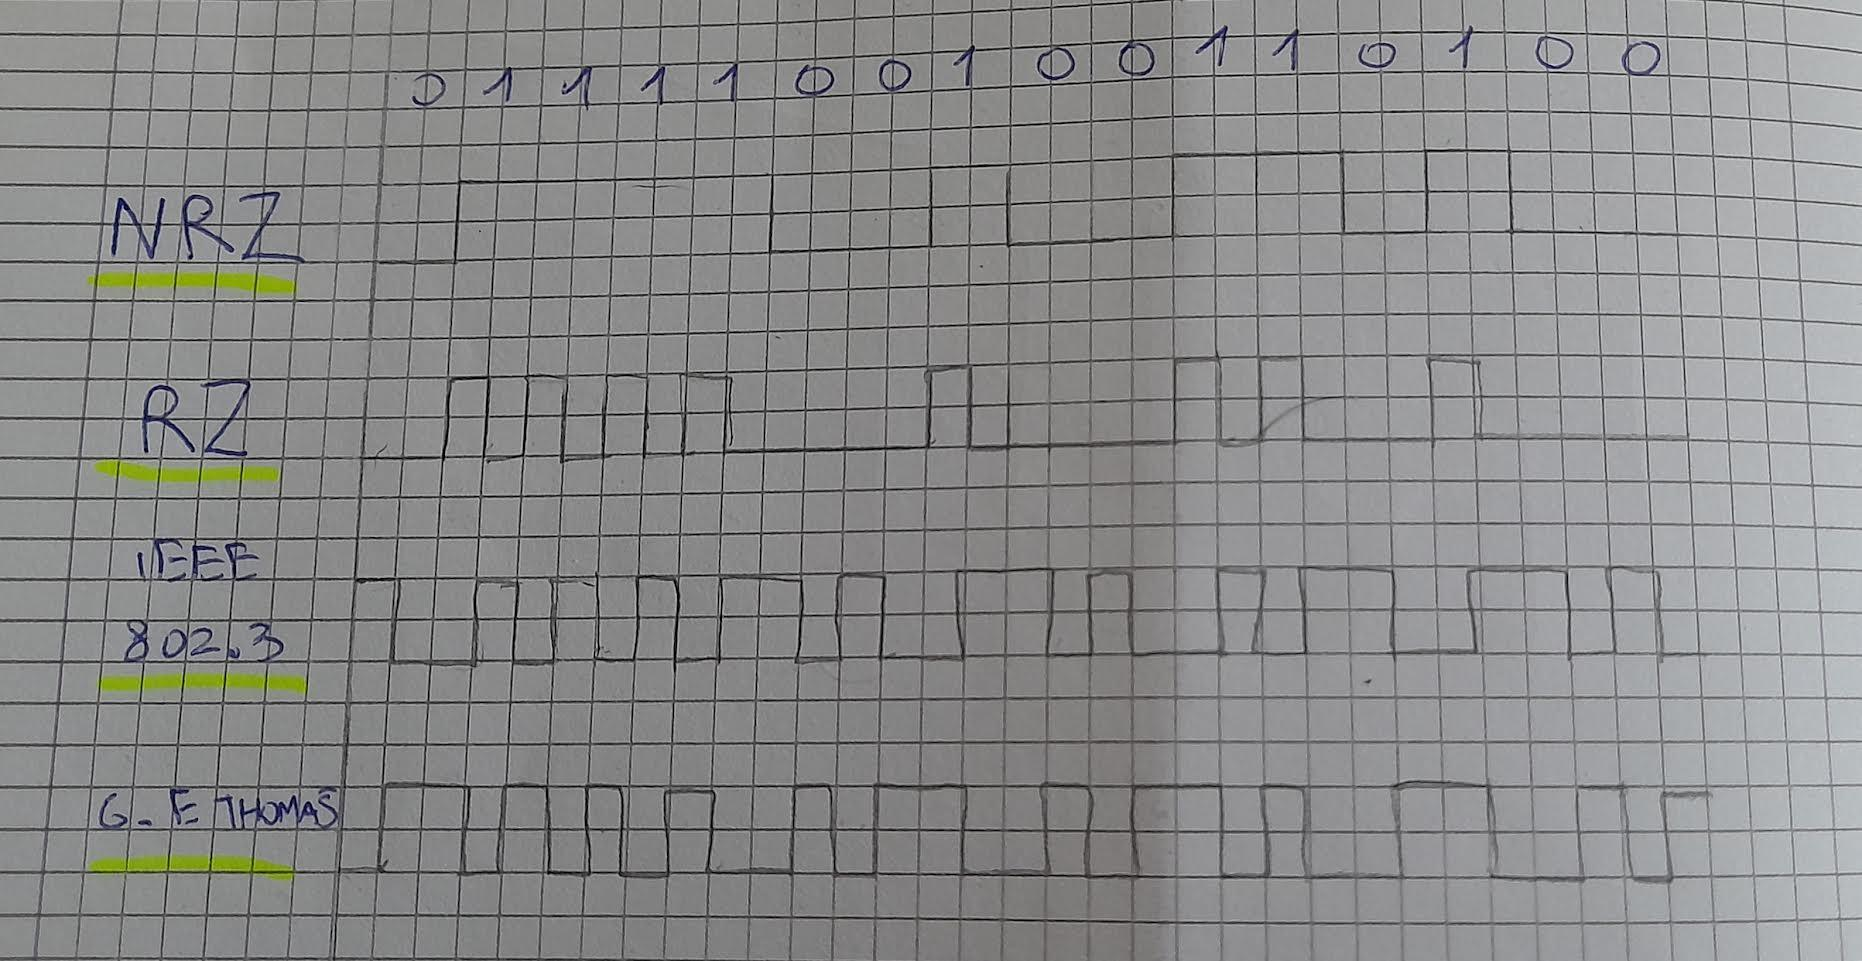 0 1 1 1 1 0 0 1 0 0 1 1 0 1 0 0
NRZ
RZ
IEEE
802.3
G-E THOMAS